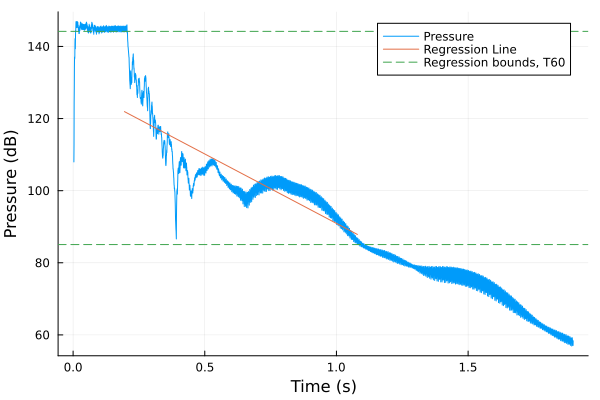 Pressure
Regression Line
Regression bounds, T60
Pressure (dB)
140
120
100
80
60
0.0 0.5 1.0 1.5
Time (s)